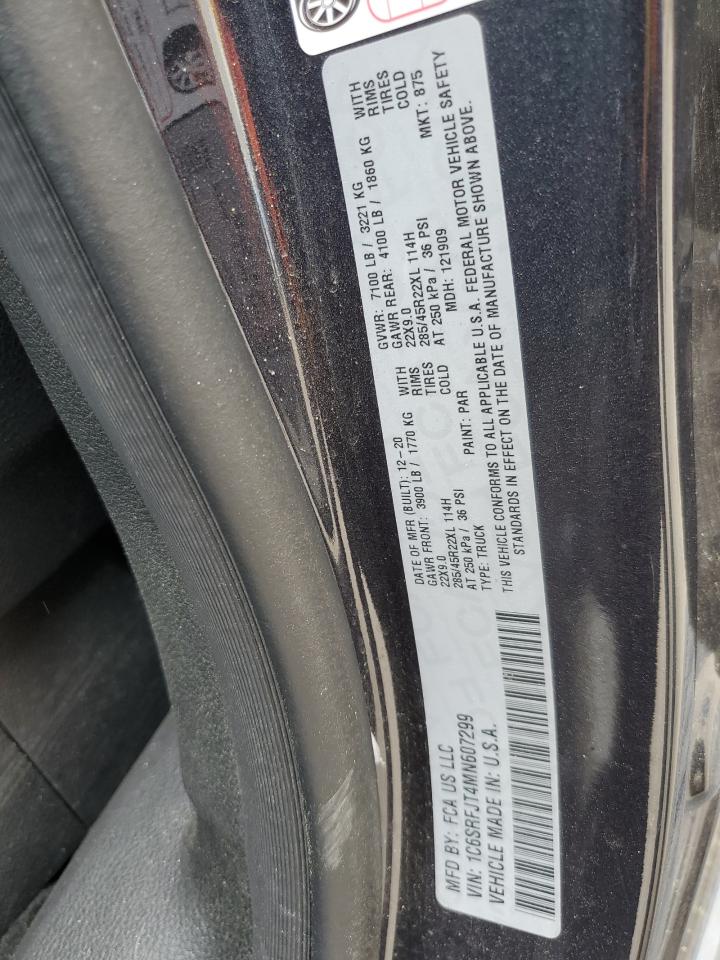 MFD BY: FCA US LLC
VIN: 1C6SRFJT4MN607299
VEHICLE MADE IN: U.S.A.
DATE OF MFR (BUILT): 12-20
GVWR: 7100 LB / 3221 KG
GAWR FRONT: 3900 LB / 1770 KG WITH
22X9.0 RIMS
285/45R22XL 114H TIRES
AT 250 kPa / 36 PSI COLD
GAWR REAR: 4100 LB / 1860 KG WITH
22X9.0 RIMS
285/45R22XL 114H TIRES
AT 250 kPa / 36 PSI COLD
TYPE: TRUCK PAINT: PAR MDH: 121909 MKT: 875
THIS VEHICLE CONFORMS TO ALL APPLICABLE U.S.A. FEDERAL MOTOR VEHICLE SAFETY
STANDARDS IN EFFECT ON THE DATE OF MANUFACTURE SHOWN ABOVE.